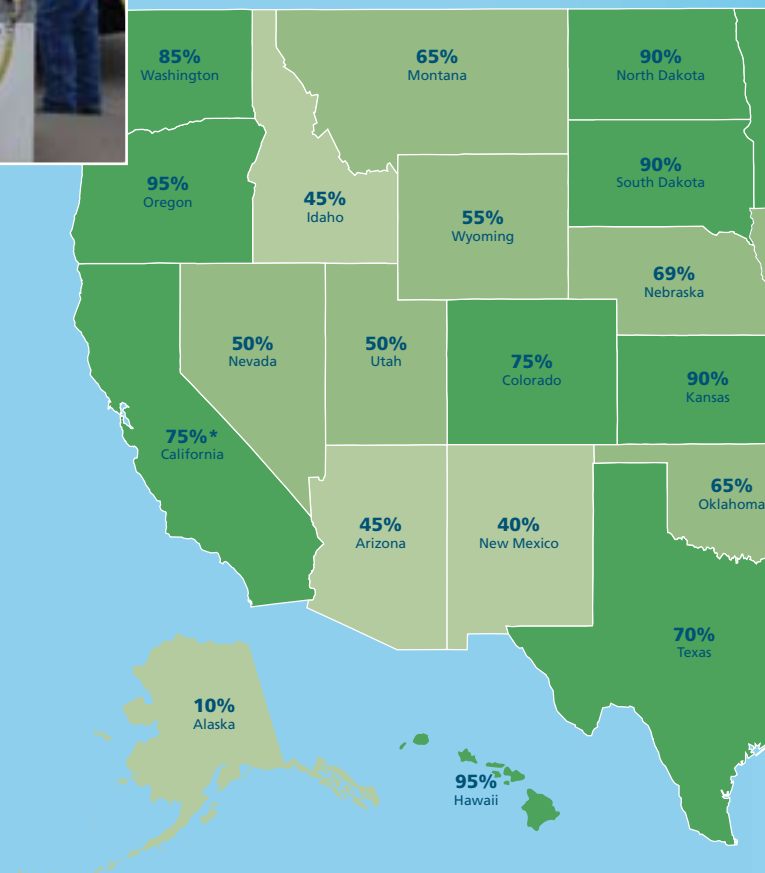 85%
Washington
65%
Montana
90%
North Dakota
95%
Oregon
45%
Idaho
55%
Wyoming
90%
South Dakota
69%
Nebraska
50%
Nevada
50%
Utah
75%
Colorado
90%
Kansas
75%*
California
45%
Arizona
40%
New Mexico
65%
Oklahoma
70%
Texas
10%
Alaska
95%
Hawaii